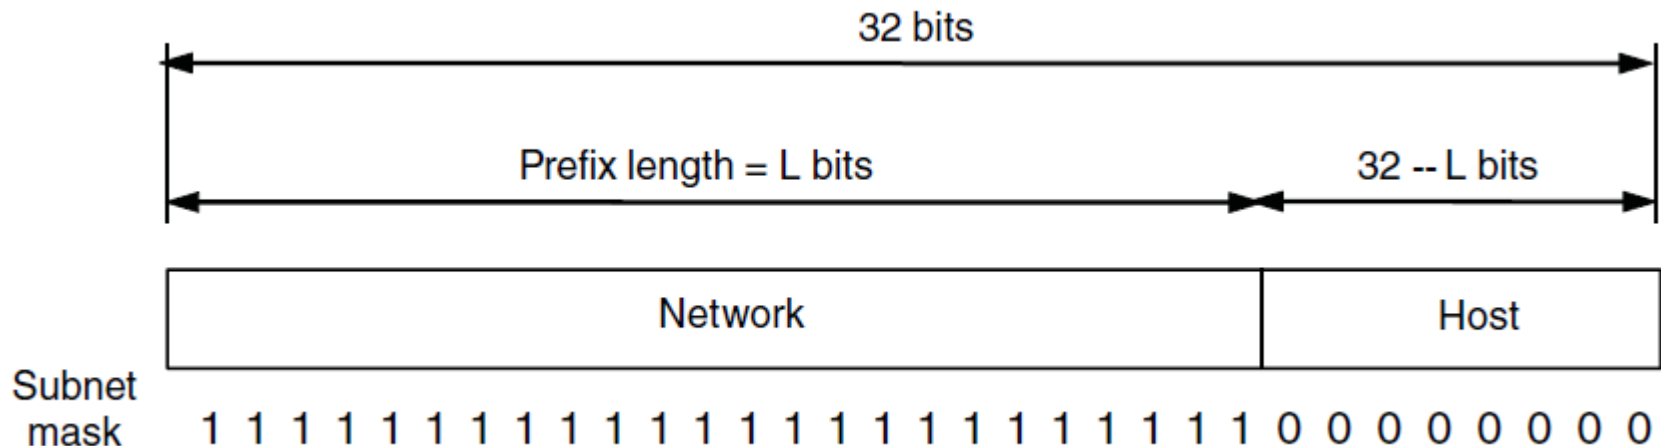 32 bits
Prefix length = L bits 32 -- L bits
Network Host
Subnet
mask 1 1 1 1 1 1 1 1 1 1 1 1 1 1 1 1 1 1 1 1 1 1 1 1 0 0 0 0 0 0 0 0